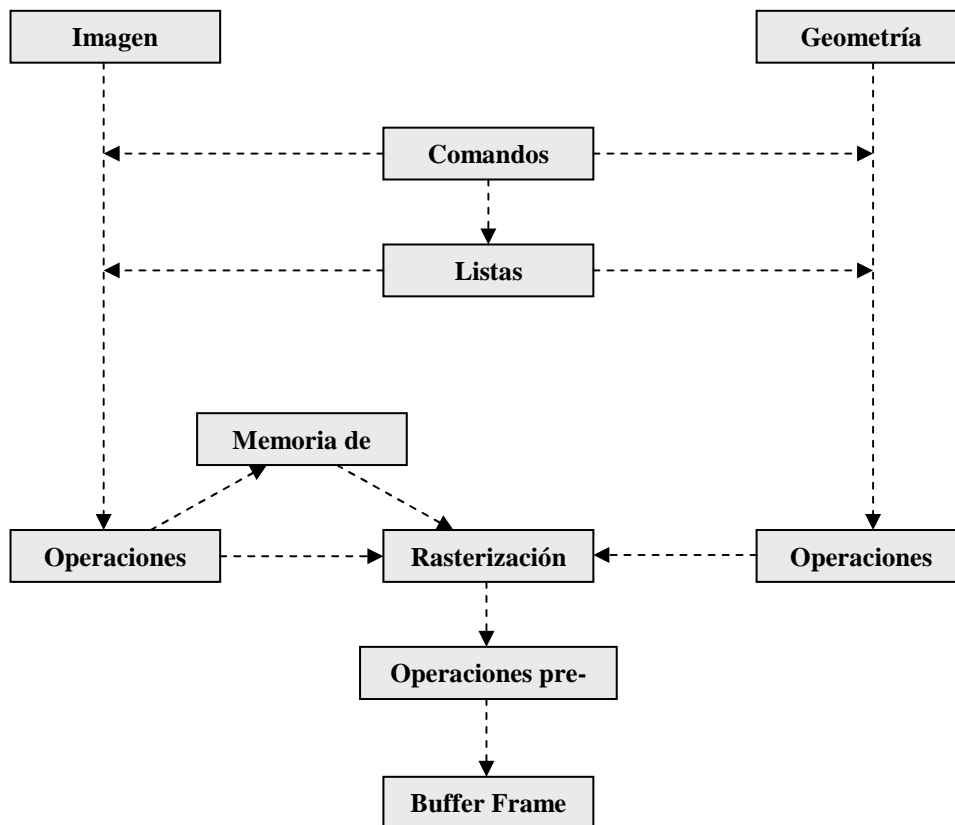 Imagen
Geometría
Comandos
Listas
Memoria de
Operaciones
Rasterización
Operaciones
Operaciones pre-
Buffer Frame